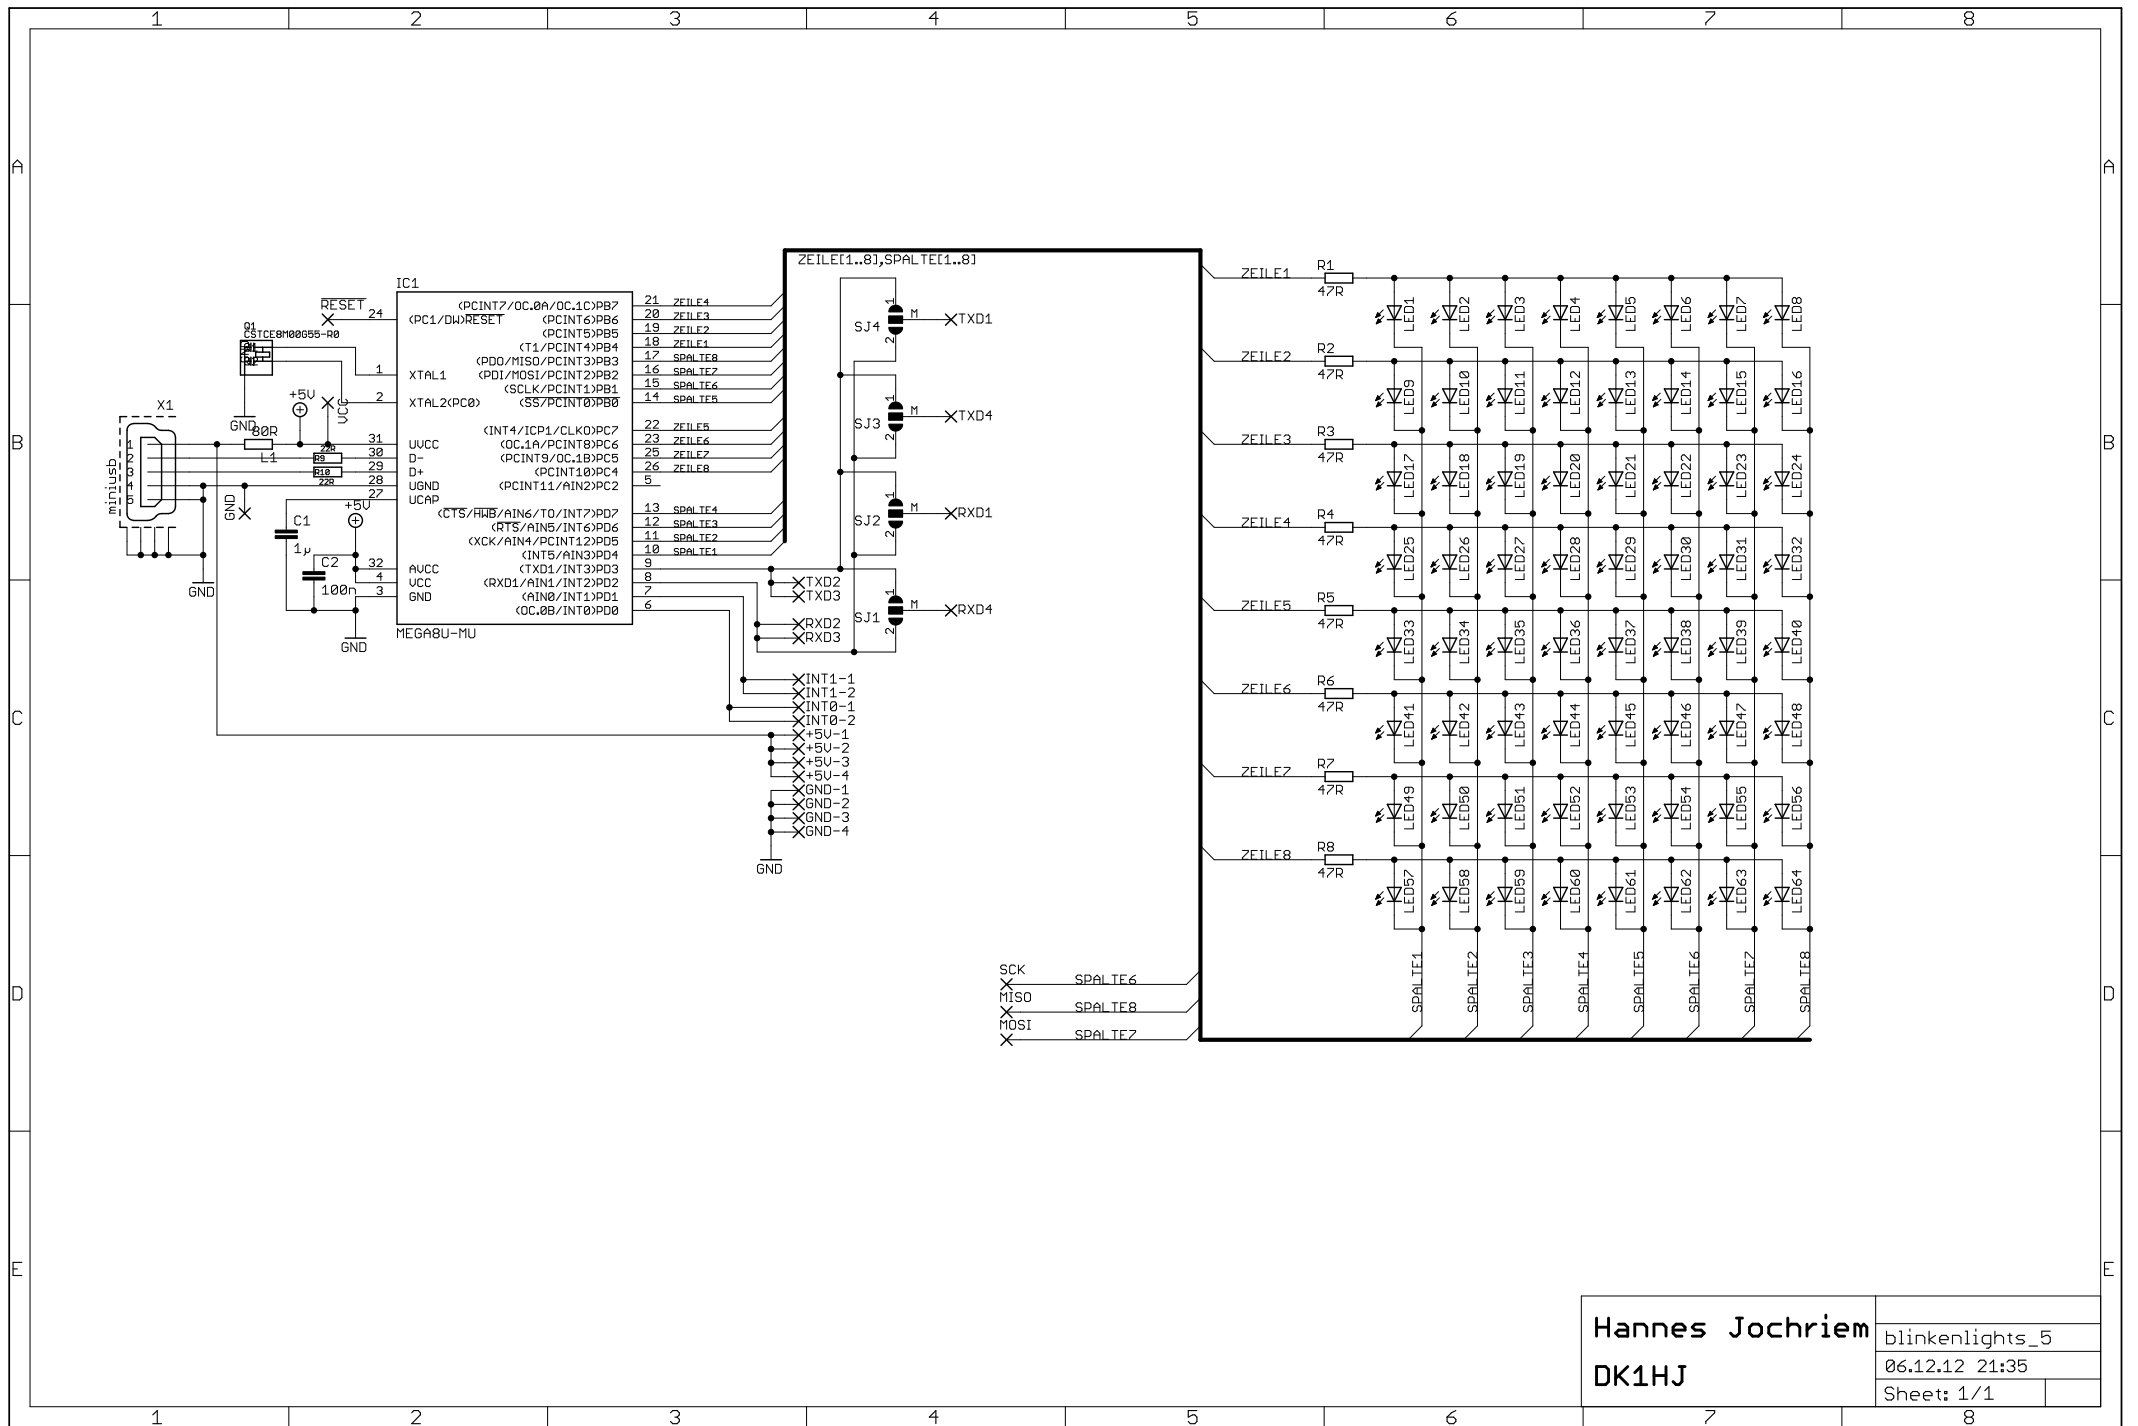 1 2 3 4 5 6 7 8
A A
B B
C C
D D
E E
1 2 3 4 5 6 7 8
IC1
MEGA8U-MU
RESET
24 (PC1/DW)RESET
Q1
CSTCE8M00G55-R0
1 XTAL1
2 XTAL2(PC0)
+5V
VCC
GND
80R
L1
X1
miniusb
1
2
3
4
5
31 UVCC
30 D-
29 D+
28 UGND
27 UCAP
22R
R9
R10
22R
GND
GND
+5V
C1
1µ
C2
100n
32 AVCC
4 VCC
3 GND
GND
(PCINT7/OC.0A/OC.1C)PB7 21 ZEILE4
(PCINT6)PB6 20 ZEILE3
(PCINT5)PB5 19 ZEILE2
(T1/PCINT4)PB4 18 ZEILE1
(PDO/MISO/PCINT3)PB3 17 SPALTE8
(PDI/MOSI/PCINT2)PB2 16 SPALTE7
(SCLK/PCINT1)PB1 15 SPALTE6
(SS/PCINT0)PB0 14 SPALTE5
(INT4/ICP1/CLKO)PC7 22 ZEILE5
(OC.1A/PCINT8)PC6 23 ZEILE6
(PCINT9/OC.1B)PC5 25 ZEILE7
(PCINT10)PC4 26 ZEILE8
(PCINT11/AIN2)PC2 5
(CTS/HWB/AIN6/TO/INT7)PD7 13 SPALTE4
(RTS/AIN5/INT6)PD6 12 SPALTE3
(XCK/AIN4/PCINT12)PD5 11 SPALTE2
(INT5/AIN3)PD4 10 SPALTE1
(TXD1/INT3)PD3 9
(RXD1/AIN1/INT2)PD2 8
(AIN0/INT1)PD1 7
(OC.0B/INT0)PD0 6
ZEILE[1..8],SPALTE[1..8]
SJ4 1 M 2 TXD1
SJ3 1 M 2 TXD4
SJ2 1 M 2 RXD1
SJ1 1 M 2 RXD4
TXD2
TXD3
RXD2
RXD3
INT1-1
INT1-2
INT0-1
INT0-2
+5V-1
+5V-2
+5V-3
+5V-4
GND-1
GND-2
GND-3
GND-4
GND
ZEILE1 R1 47R
LED1 LED2 LED3 LED4 LED5 LED6 LED7 LED8
ZEILE2 R2 47R
LED9 LED10 LED11 LED12 LED13 LED14 LED15 LED16
ZEILE3 R3 47R
LED17 LED18 LED19 LED20 LED21 LED22 LED23 LED24
ZEILE4 R4 47R
LED25 LED26 LED27 LED28 LED29 LED30 LED31 LED32
ZEILE5 R5 47R
LED33 LED34 LED35 LED36 LED37 LED38 LED39 LED40
ZEILE6 R6 47R
LED41 LED42 LED43 LED44 LED45 LED46 LED47 LED48
ZEILE7 R7 47R
LED49 LED50 LED51 LED52 LED53 LED54 LED55 LED56
ZEILE8 R8 47R
LED57 LED58 LED59 LED60 LED61 LED62 LED63 LED64
SPALTE1 SPALTE2 SPALTE3 SPALTE4 SPALTE5 SPALTE6 SPALTE7 SPALTE8
SCK SPALTE6
MISO SPALTE8
MOSI SPALTE7
Hannes Jochriem
DK1HJ
blinkenlights_5
06.12.12 21:35
Sheet: 1/1